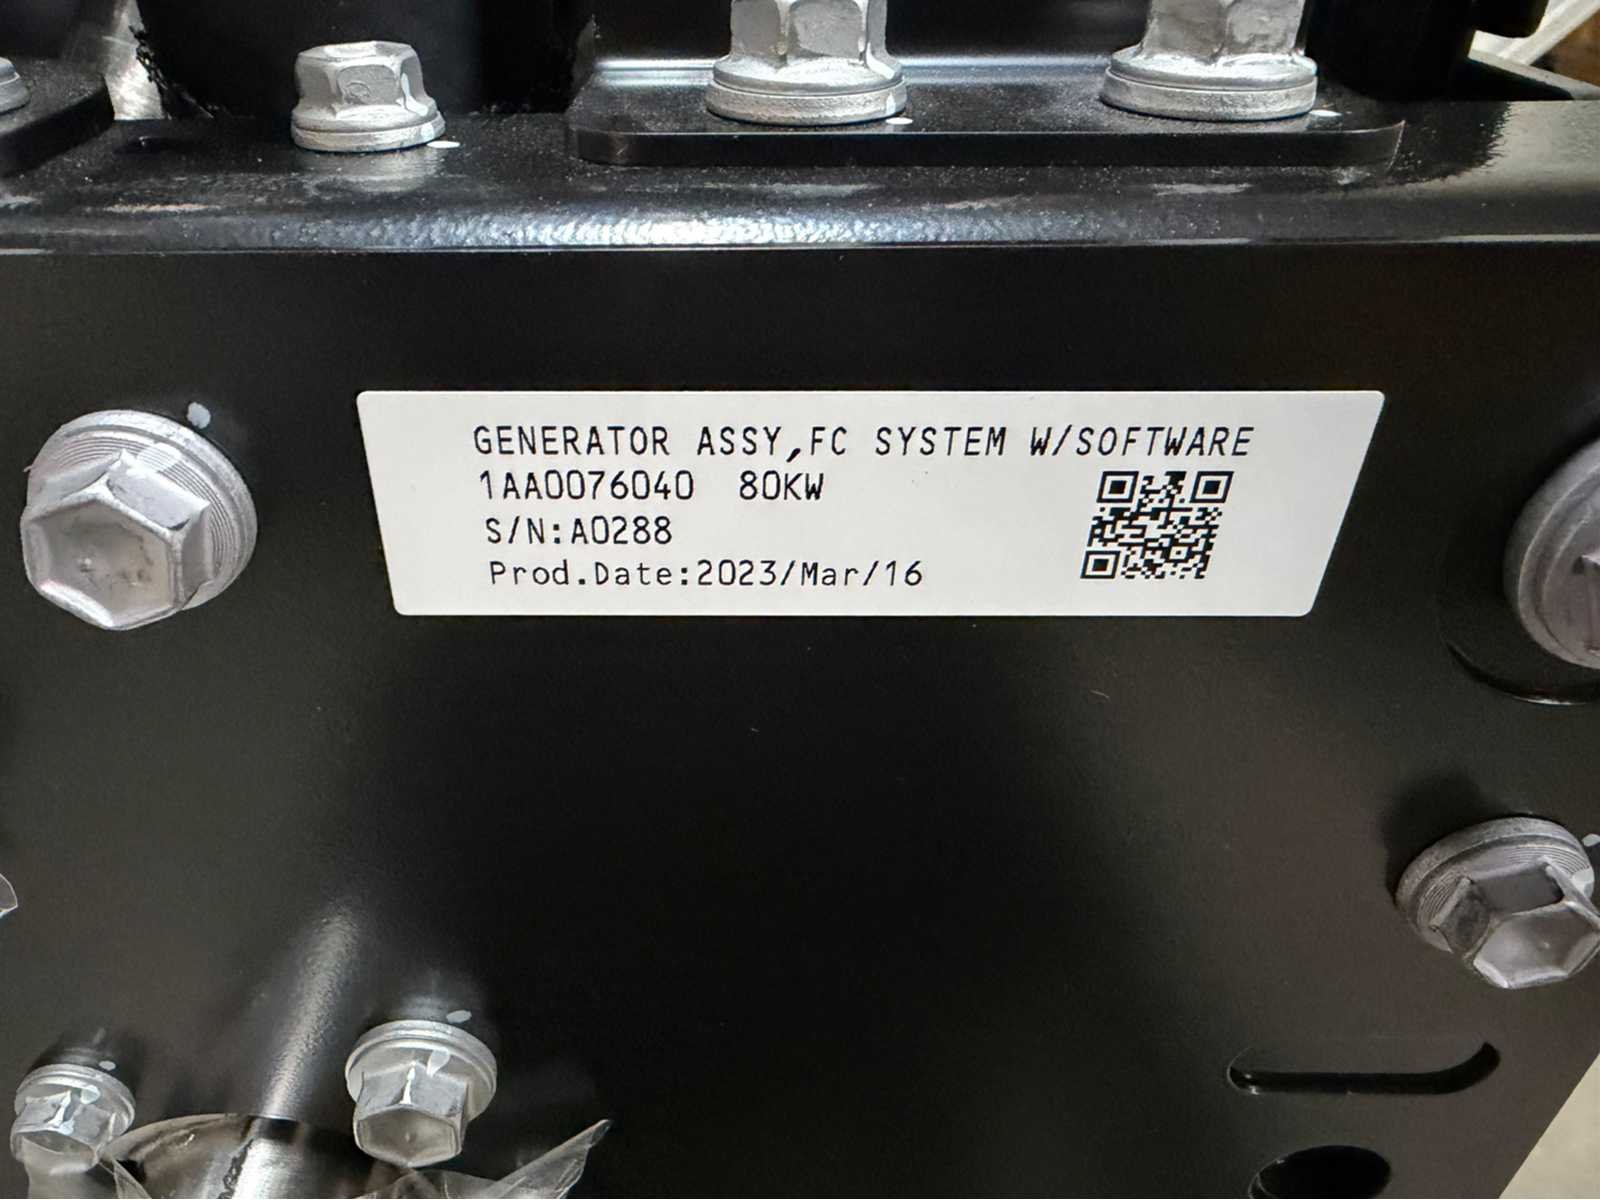 GENERATOR ASSY,FC SYSTEM W/SOFTWARE
1AA0076040 80KW
S/N:A0288
Prod.Date:2023/Mar/16